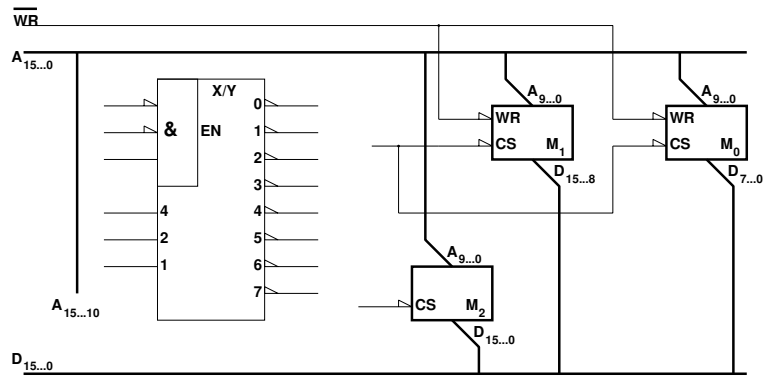 WR
A15...0
X/Y
&
EN
0
1
2
3
4
5
6
7
4
2
1
A15...10
A9...0
WR
CS
M1
D15...8
A9...0
WR
CS
M0
D7...0
A9...0
CS
M2
D15...0
D15...0